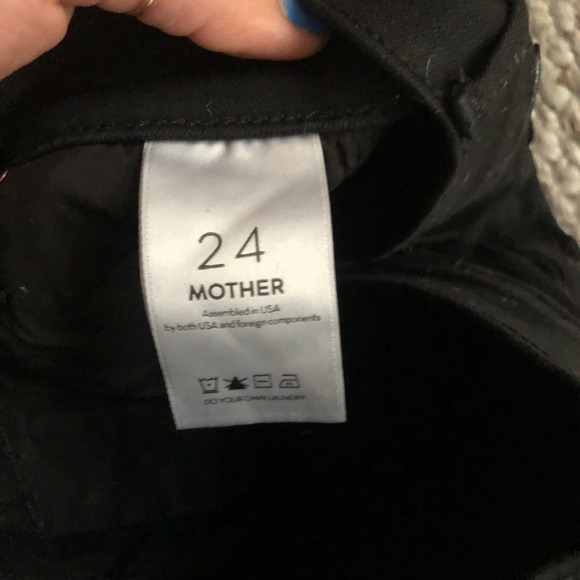 24
MOTHER
Assembled in USA
by both USA and foreign components
DO YOUR OWN LAUNDRY